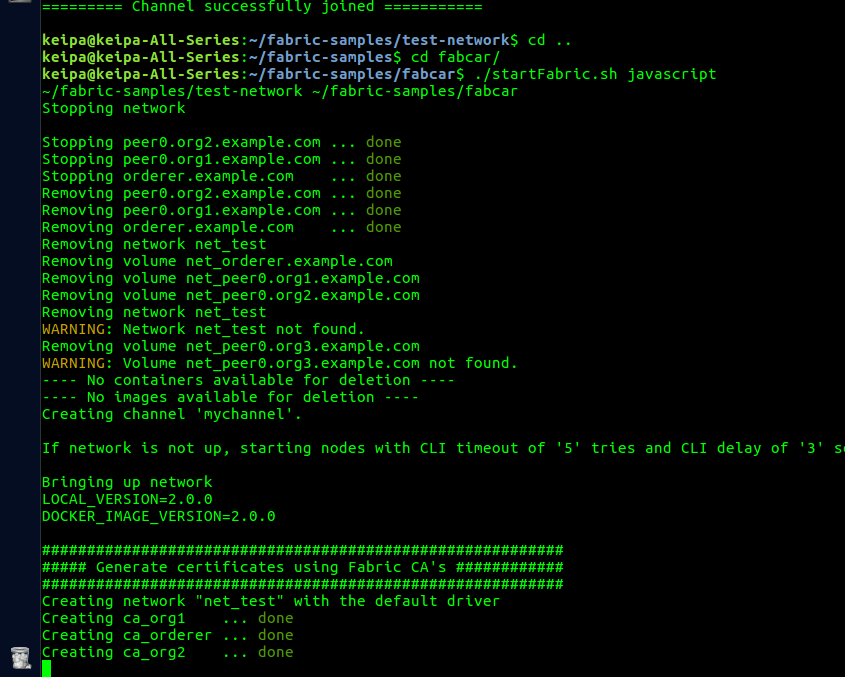 ========= Channel successfully joined ===========
keipa@keipa-All-Series:~/fabric-samples/test-network$ cd ..
keipa@keipa-All-Series:~/fabric-samples$ cd fabcar/
keipa@keipa-All-Series:~/fabric-samples/fabcar$ ./startFabric.sh javascript
~/fabric-samples/test-network ~/fabric-samples/fabcar
Stopping network
Stopping peer0.org2.example.com ... done
Stopping peer0.org1.example.com ... done
Stopping orderer.example.com    ... done
Removing peer0.org2.example.com ... done
Removing peer0.org1.example.com ... done
Removing orderer.example.com    ... done
Removing network net_test
Removing volume net_orderer.example.com
Removing volume net_peer0.org1.example.com
Removing volume net_peer0.org2.example.com
Removing network net_test
WARNING: Network net_test not found.
Removing volume net_peer0.org3.example.com
WARNING: Volume net_peer0.org3.example.com not found.
---- No containers available for deletion ----
---- No images available for deletion ----
Creating channel 'mychannel'.
If network is not up, starting nodes with CLI timeout of '5' tries and CLI delay of '3' s
Bringing up network
LOCAL_VERSION=2.0.0
DOCKER_IMAGE_VERSION=2.0.0
##########################################################
##### Generate certificates using Fabric CA's ############
##########################################################
Creating network "net_test" with the default driver
Creating ca_org1    ... done
Creating ca_orderer ... done
Creating ca_org2    ... done